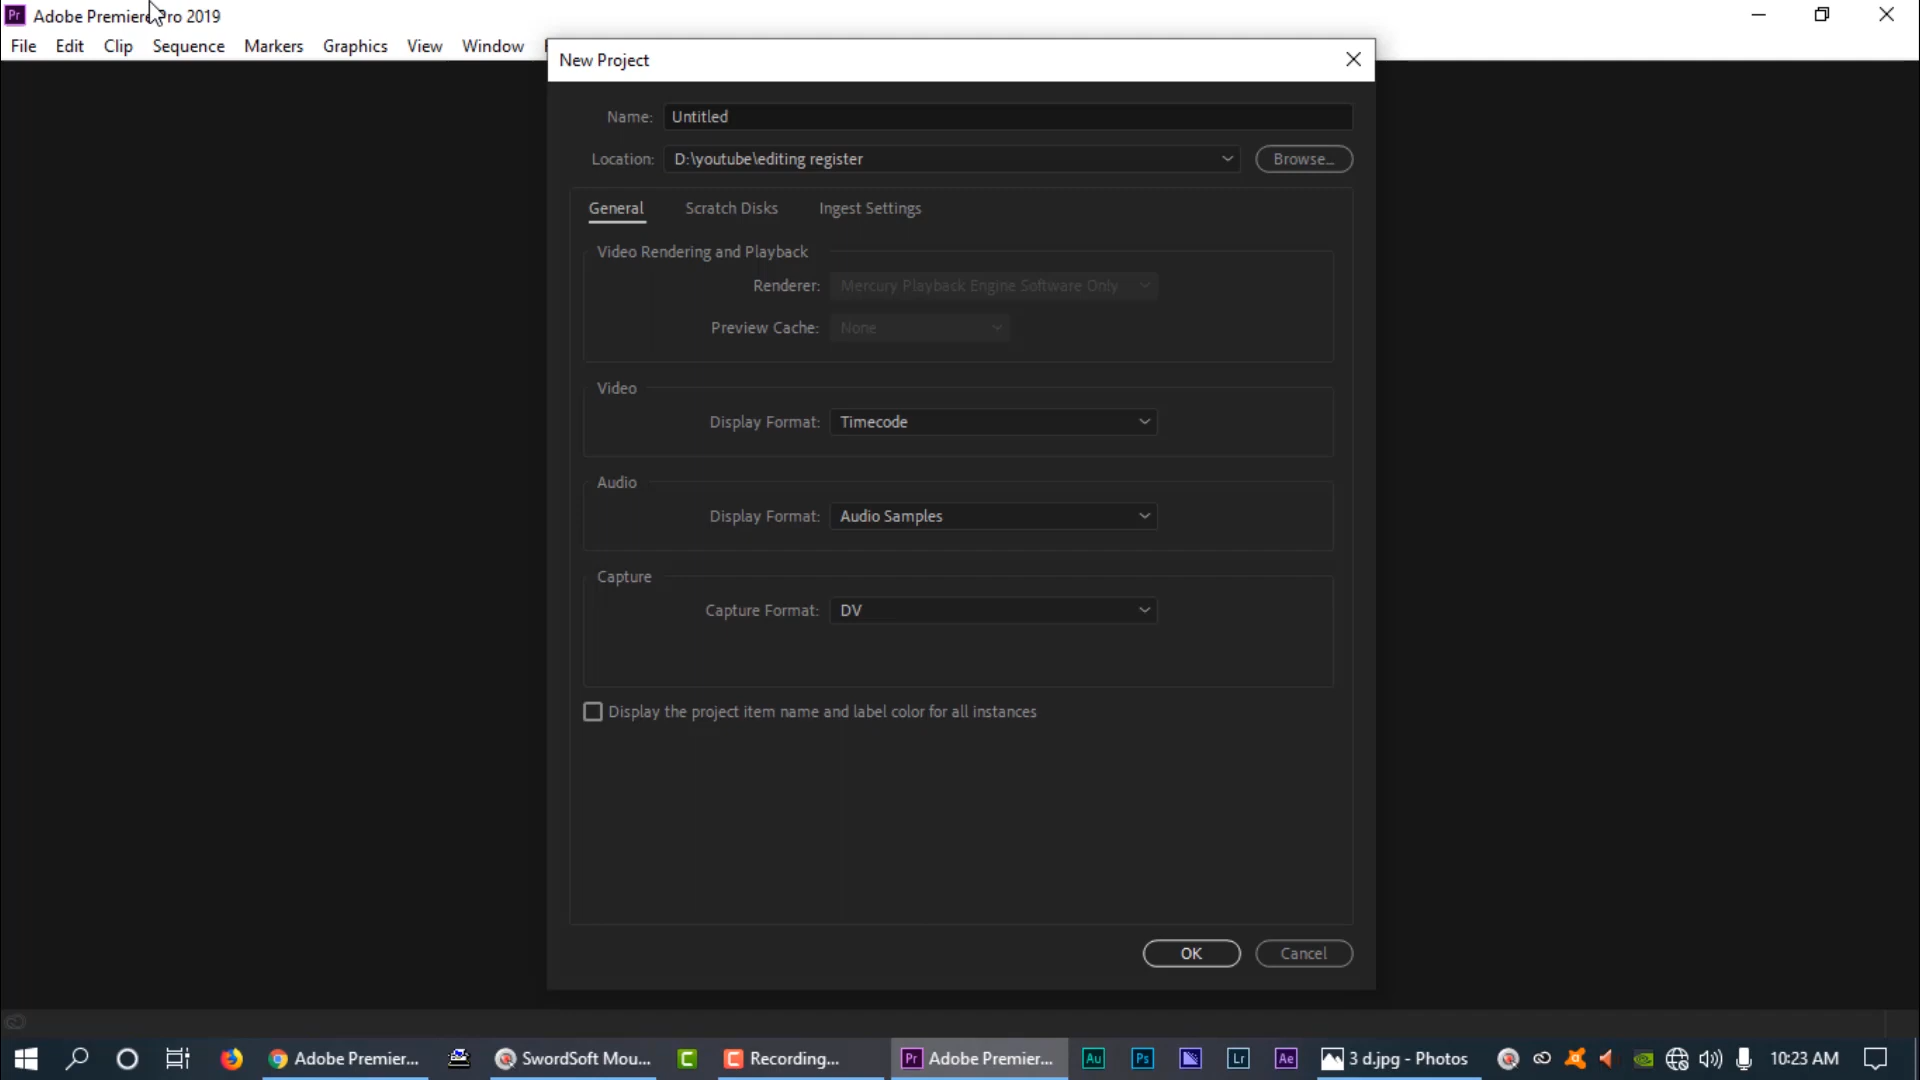 Pr Adobe Premiere Pro 2019
File Edit Clip Sequence Markers Graphics View Window
New Project
Name: Untitled
Location: D:\youtube\editing register Browse...
General Scratch Disks Ingest Settings
Video Rendering and Playback
Renderer: Mercury Playback Engine Software Only
Preview Cache: None
Video
Display Format: Timecode
Audio
Display Format: Audio Samples
Capture
Capture Format: DV
Display the project item name and label color for all instances
OK Cancel
Adobe Premier... SwordSoft Mou... C C Recording... Pr Adobe Premier... Au Ps Lr Ae 3 d.jpg - Photos 10:23 AM